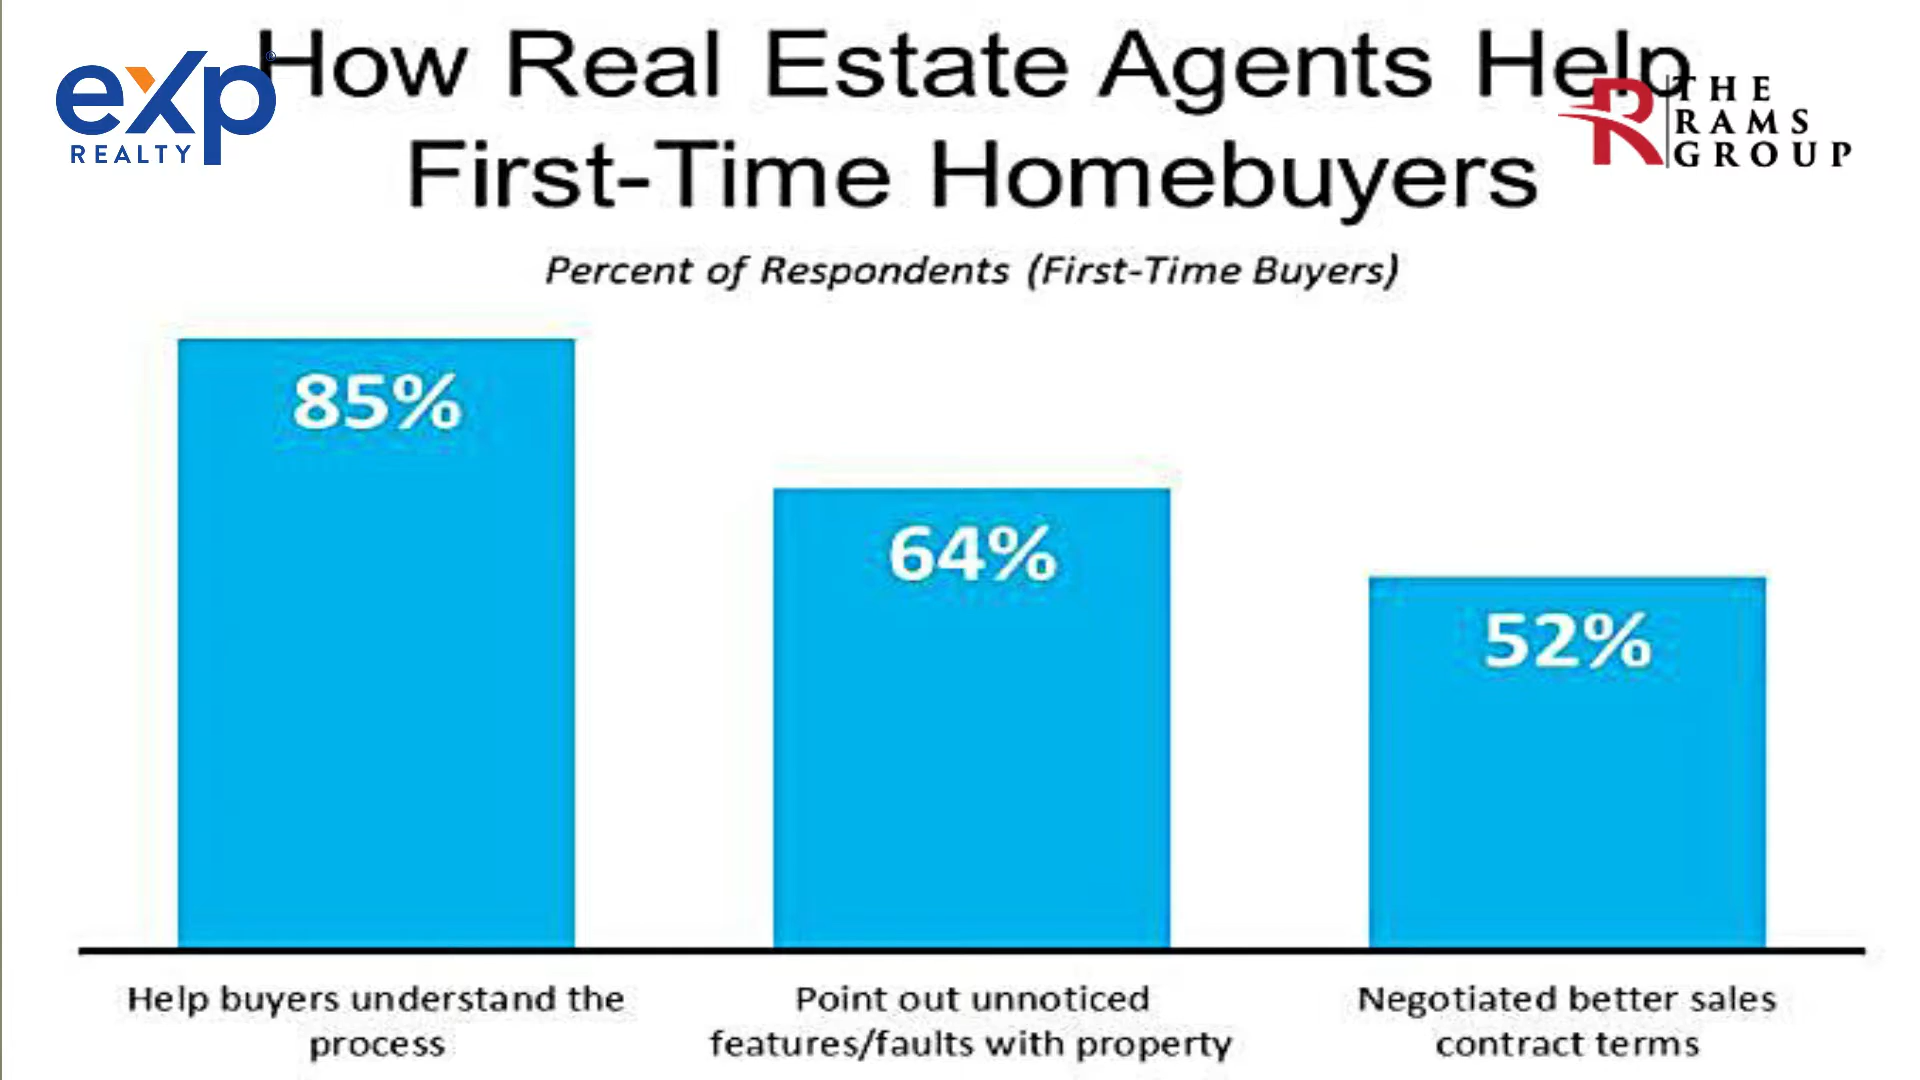 How Real Estate Agents Help
First-Time Homebuyers
eXp
REALTY
THE
RAMS
GROUP
Percent of Respondents (First-Time Buyers)
85%
64%
52%
Help buyers understand the
process
Point out unnoticed
features/faults with property
Negotiated better sales
contract terms